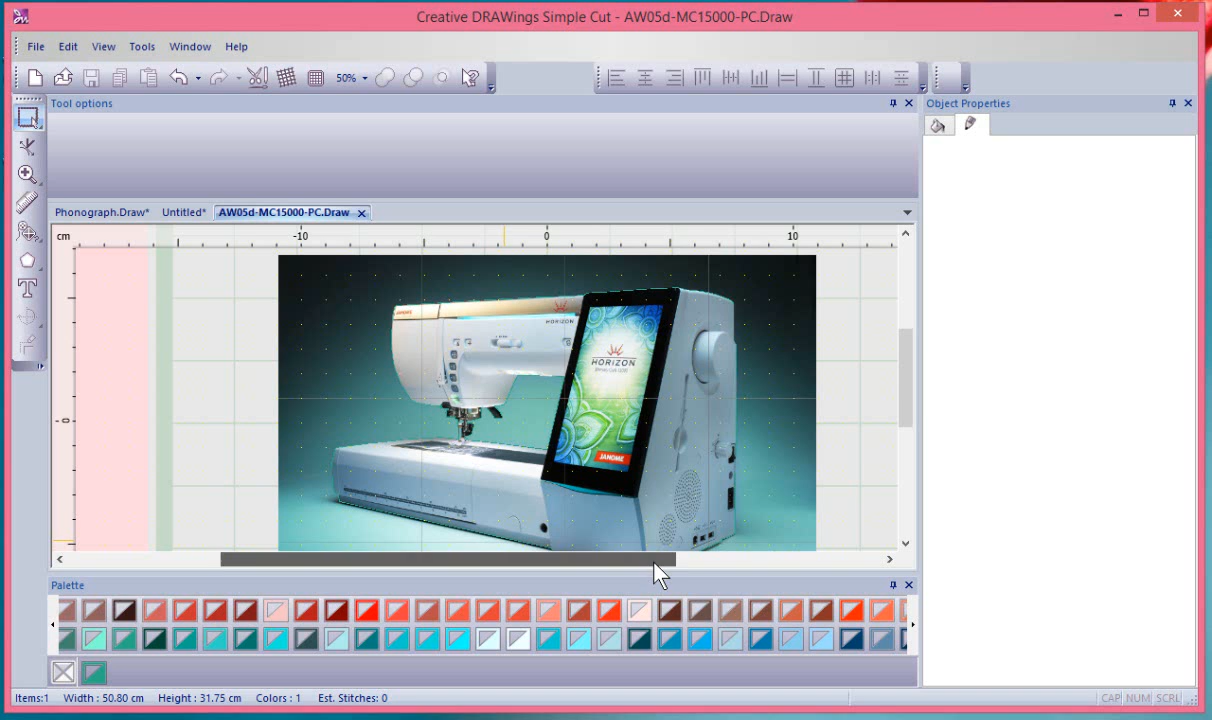 Creative DRAWings Simple Cut - AW05d-MC15000-PC.Draw
File Edit View Tools Window Help
50%
Tool options
Object Properties
Phonograph.Draw* Untitled* AW05d-MC15000-PC.Draw
cm -10 0 10
0
JANOME
HORIZON
HORIZON
JANOME
Palette
Items:1 Width : 50.80 cm Height : 31.75 cm Colors : 1 Est. Stitches: 0 CAP NUM SCRL